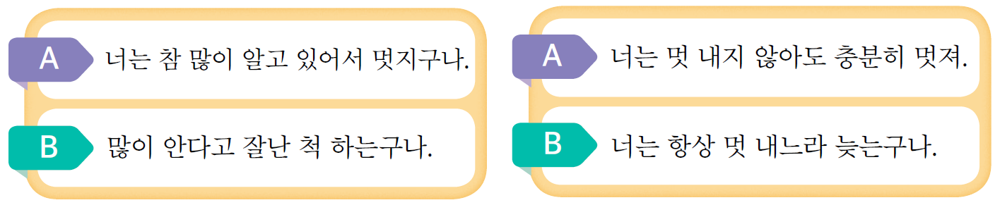 A 너는 참 많이 알고 있어서 멋지구나.
B 많이 안다고 잘난 척 하는구나.
A 너는 멋 내지 않아도 충분히 멋져.
B 너는 항상 멋 내느라 늦는구나.